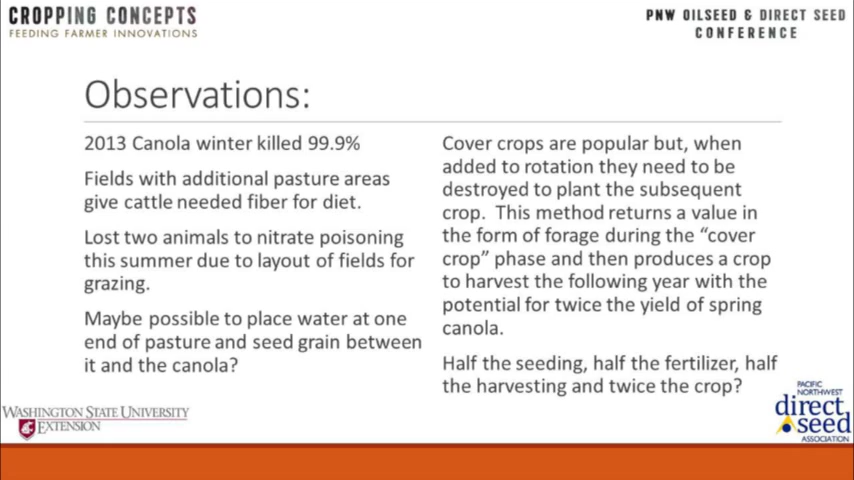 CROPPING CONCEPTS
FEEDING FARMER INNOVATIONS
PNW OILSEED & DIRECT SEED
CONFERENCE
Observations:
2013 Canola winter killed 99.9%
Fields with additional pasture areas
give cattle needed fiber for diet.
Lost two animals to nitrate poisoning
this summer due to layout of fields for
grazing.
Maybe possible to place water at one
end of pasture and seed grain between
it and the canola?
Cover crops are popular but, when
added to rotation they need to be
destroyed to plant the subsequent
crop. This method returns a value in
the form of forage during the “cover
crop” phase and then produces a crop
to harvest the following year with the
potential for twice the yield of spring
canola.
Half the seeding, half the fertilizer, half
the harvesting and twice the crop?
WASHINGTON STATE UNIVERSITY
EXTENSION
PACIFIC
NORTHWEST
direct
seed
ASSOCIATION